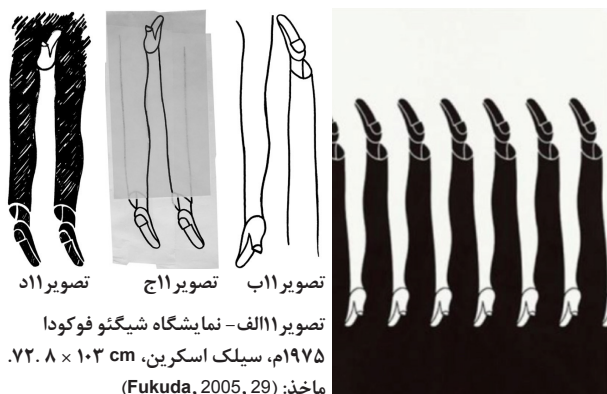 تصویر۱۱ب
تصویر۱۱ج
تصویر۱۱د
تصویر۱۱الف- نمایشگاه شیگئو فوکودا
۱۹۷۵م، سیلک اسکرین، ۱۰۳ cm × ۷۲.۸.
ماخذ: (Fukuda, 2005, 29)